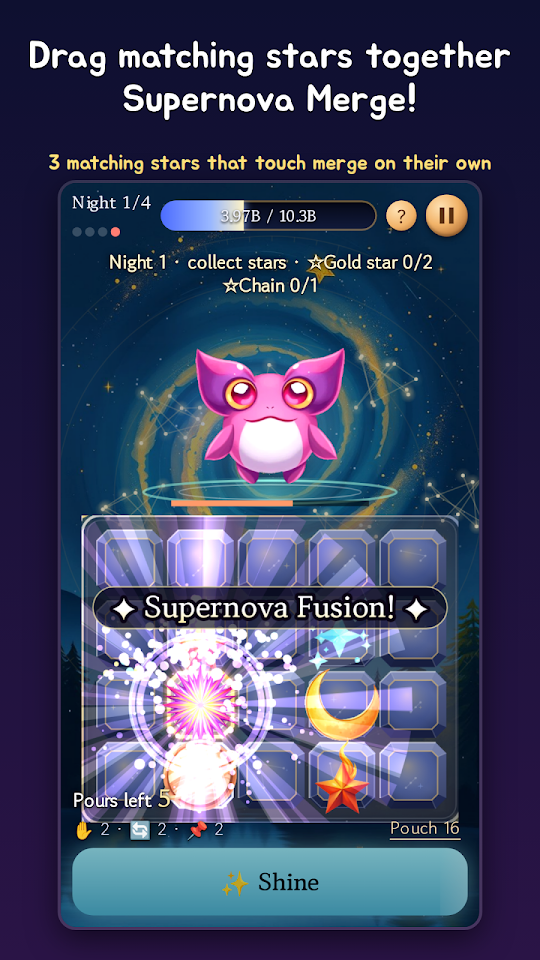 Drag matching stars together
Supernova Merge!
3 matching stars that touch merge on their own
Night 1/4
3.97B / 10.3B
?
Night 1 · collect stars · ☆Gold star 0/2
☆Chain 0/1
✦ Supernova Fusion! ✦
Pours left 5
✋ 2 · 🔄 2 · 📌 2
Pouch 16
✨ Shine